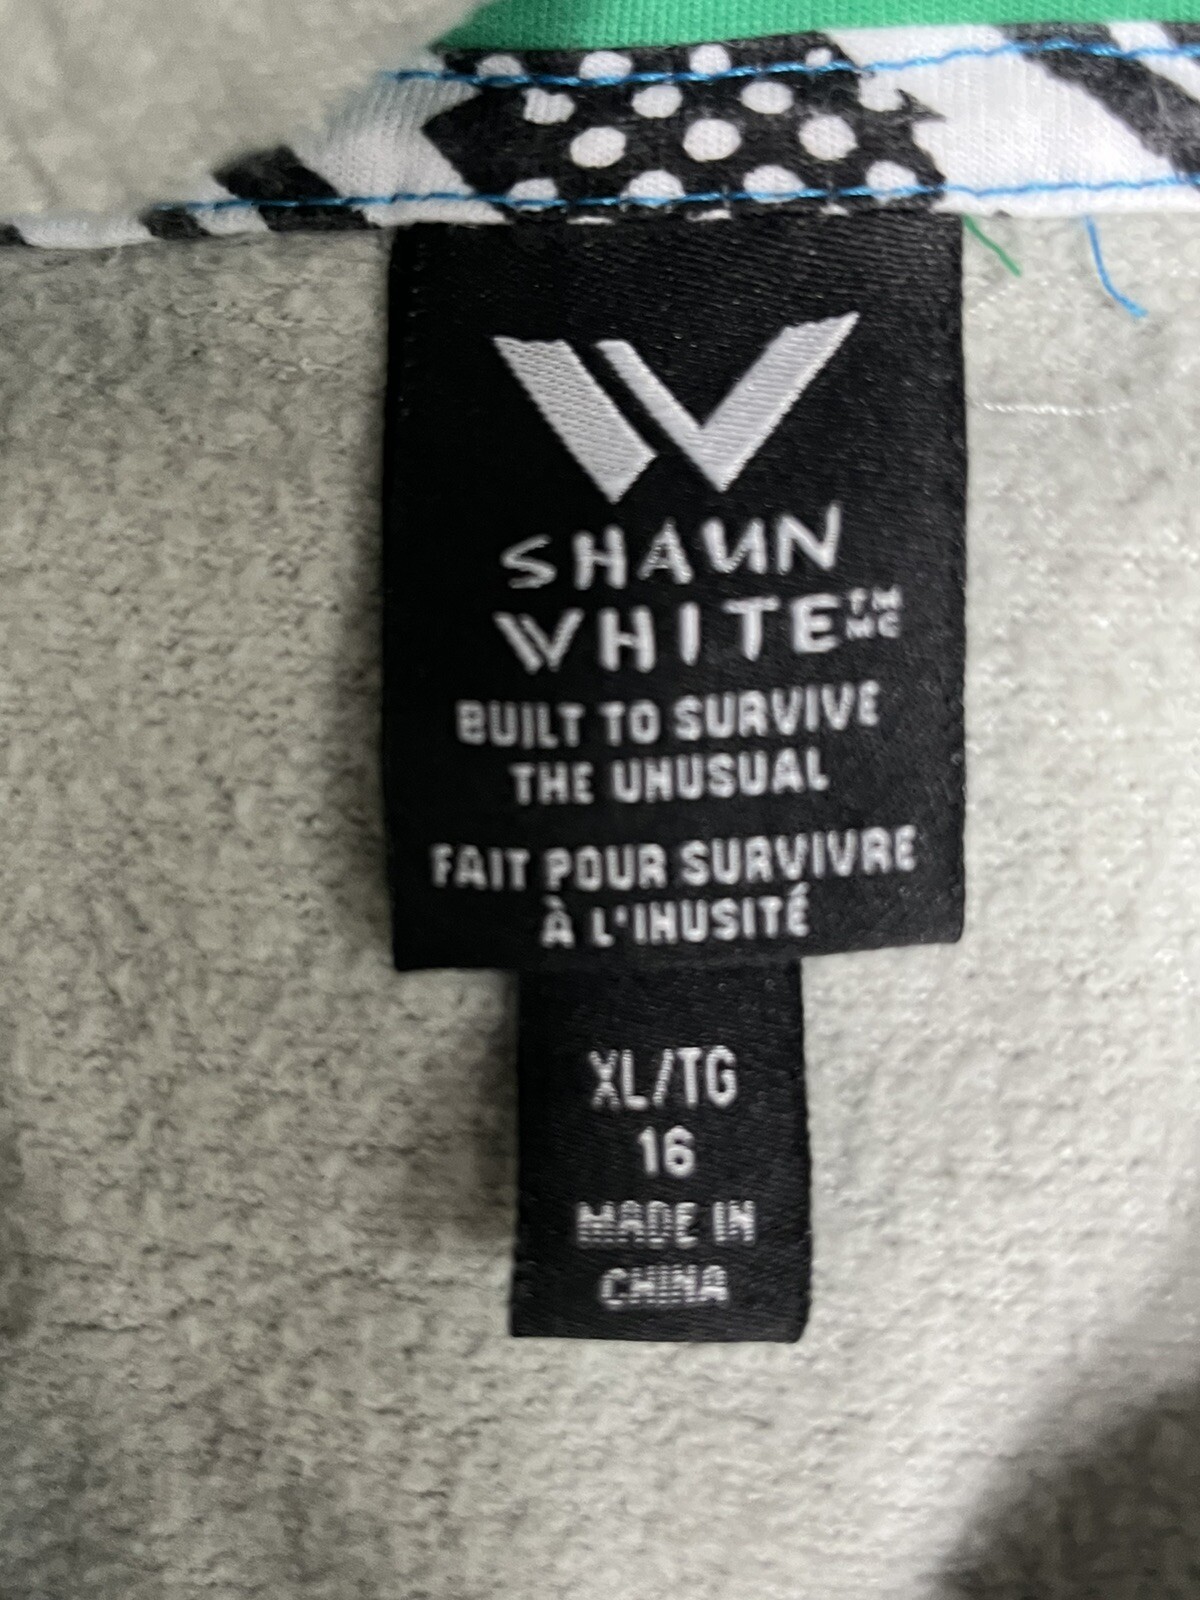 SHAUN
WHITE TM MC
BUILT TO SURVIVE
THE UNUSUAL
FAIT POUR SURVIVRE
À L'INUSITÉ
XL/TG
16
MADE IN
CHINA